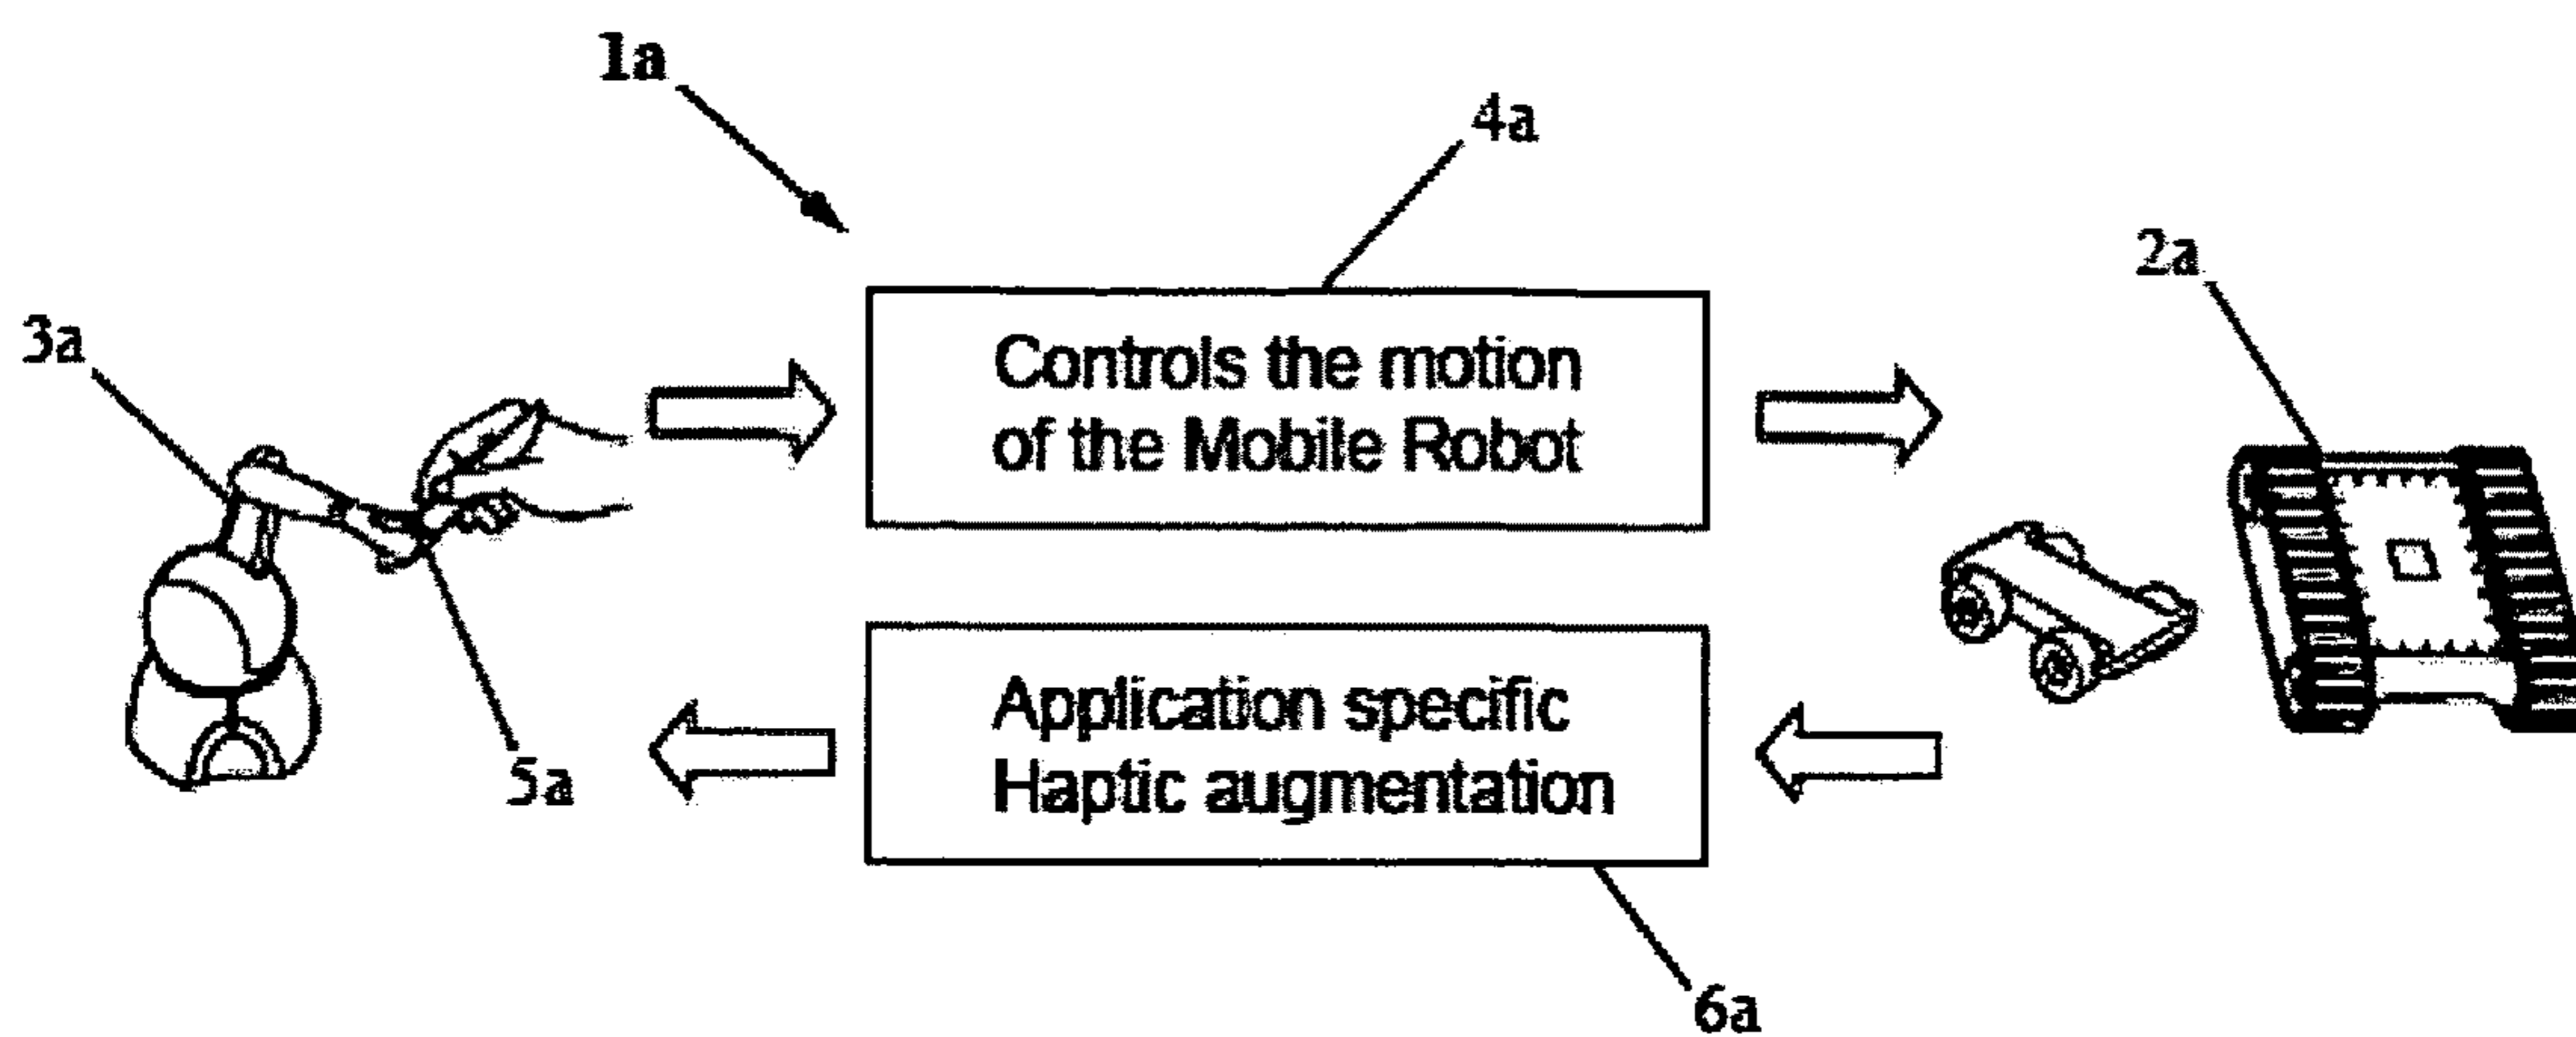 1a
4a
2a
3a
Controls the motion
of the Mobile Robot
Application specific
Haptic augmentation
5a
6a